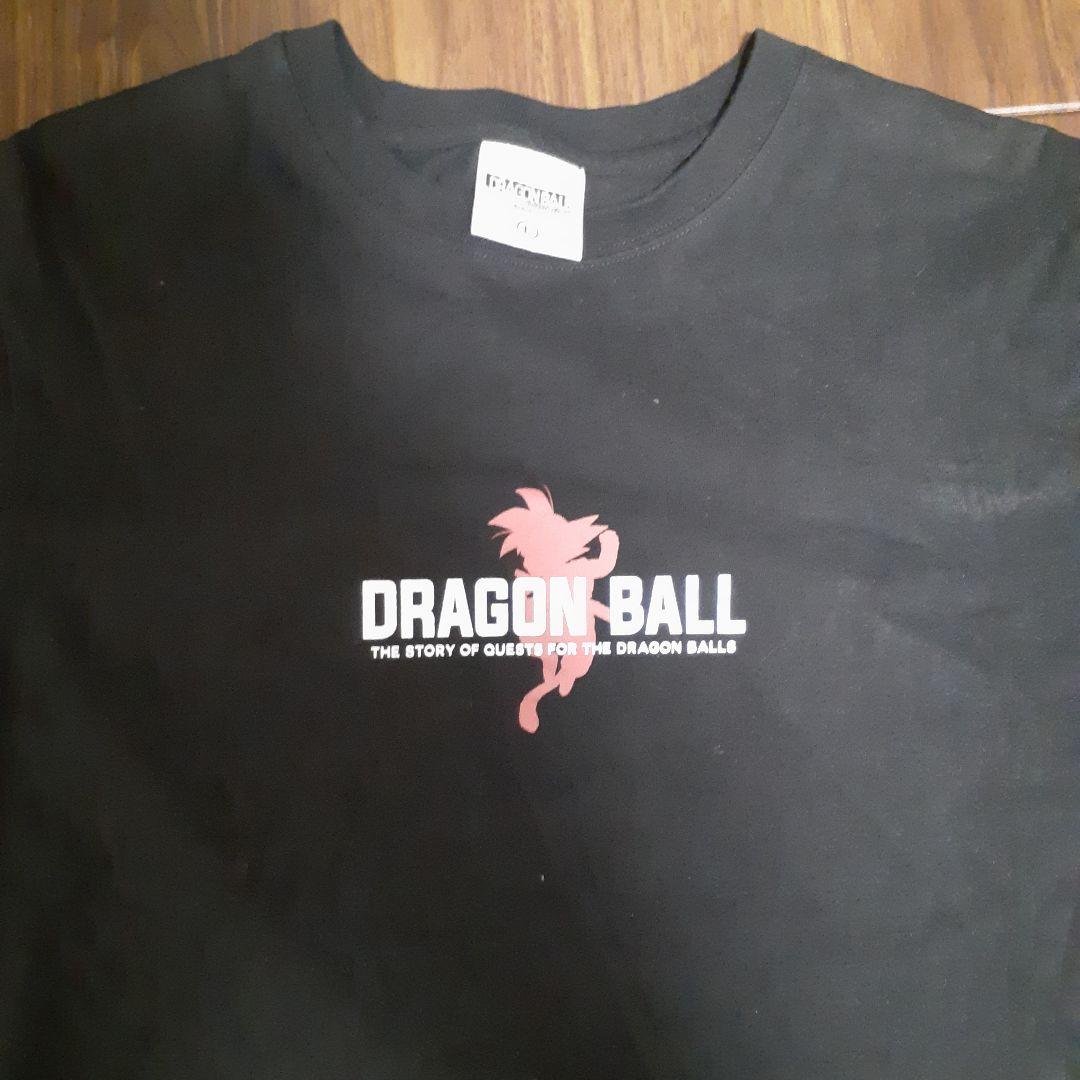 DRAGON BALL
L
DRAGON BALL
THE STORY OF QUESTS FOR THE DRAGON BALLS